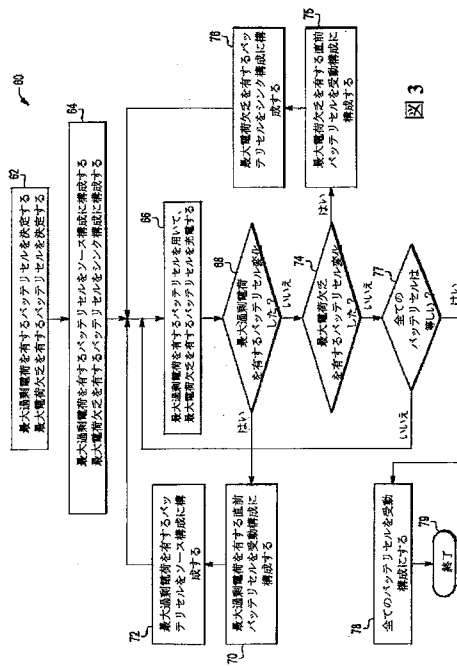 60
62
最大過剰電荷を有するバッテリセルを決定する
最大電荷欠乏を有するバッテリセルを決定する
64
最大過剰電荷を有するバッテリセルをソース構成に構成する
最大電荷欠乏を有するバッテリセルをシンク構成に構成する
66
最大過剰電荷を有するバッテリセルを用いて、
最大電荷欠乏を有するバッテリセルを充電する
68
最大過剰電荷
を有するバッテリセル変化
した?
はい
いいえ
70
最大過剰電荷を有する直前
バッテリセルを受動構成に
構成する
72
最大過剰電荷を有するバッ
テリセルをソース構成に構
成する
74
最大電荷欠乏
を有するバッテリセル変化
した?
はい
いいえ
75
最大電荷欠乏を有する直前
バッテリセルを受動構成に
構成する
76
最大電荷欠乏を有するバッ
テリセルをシンク構成に構
成する
77
全ての
バッテリセルは
等しい?
いいえ
はい
78
全てのバッテリセルを受動
構成にする
79
終了
図 3